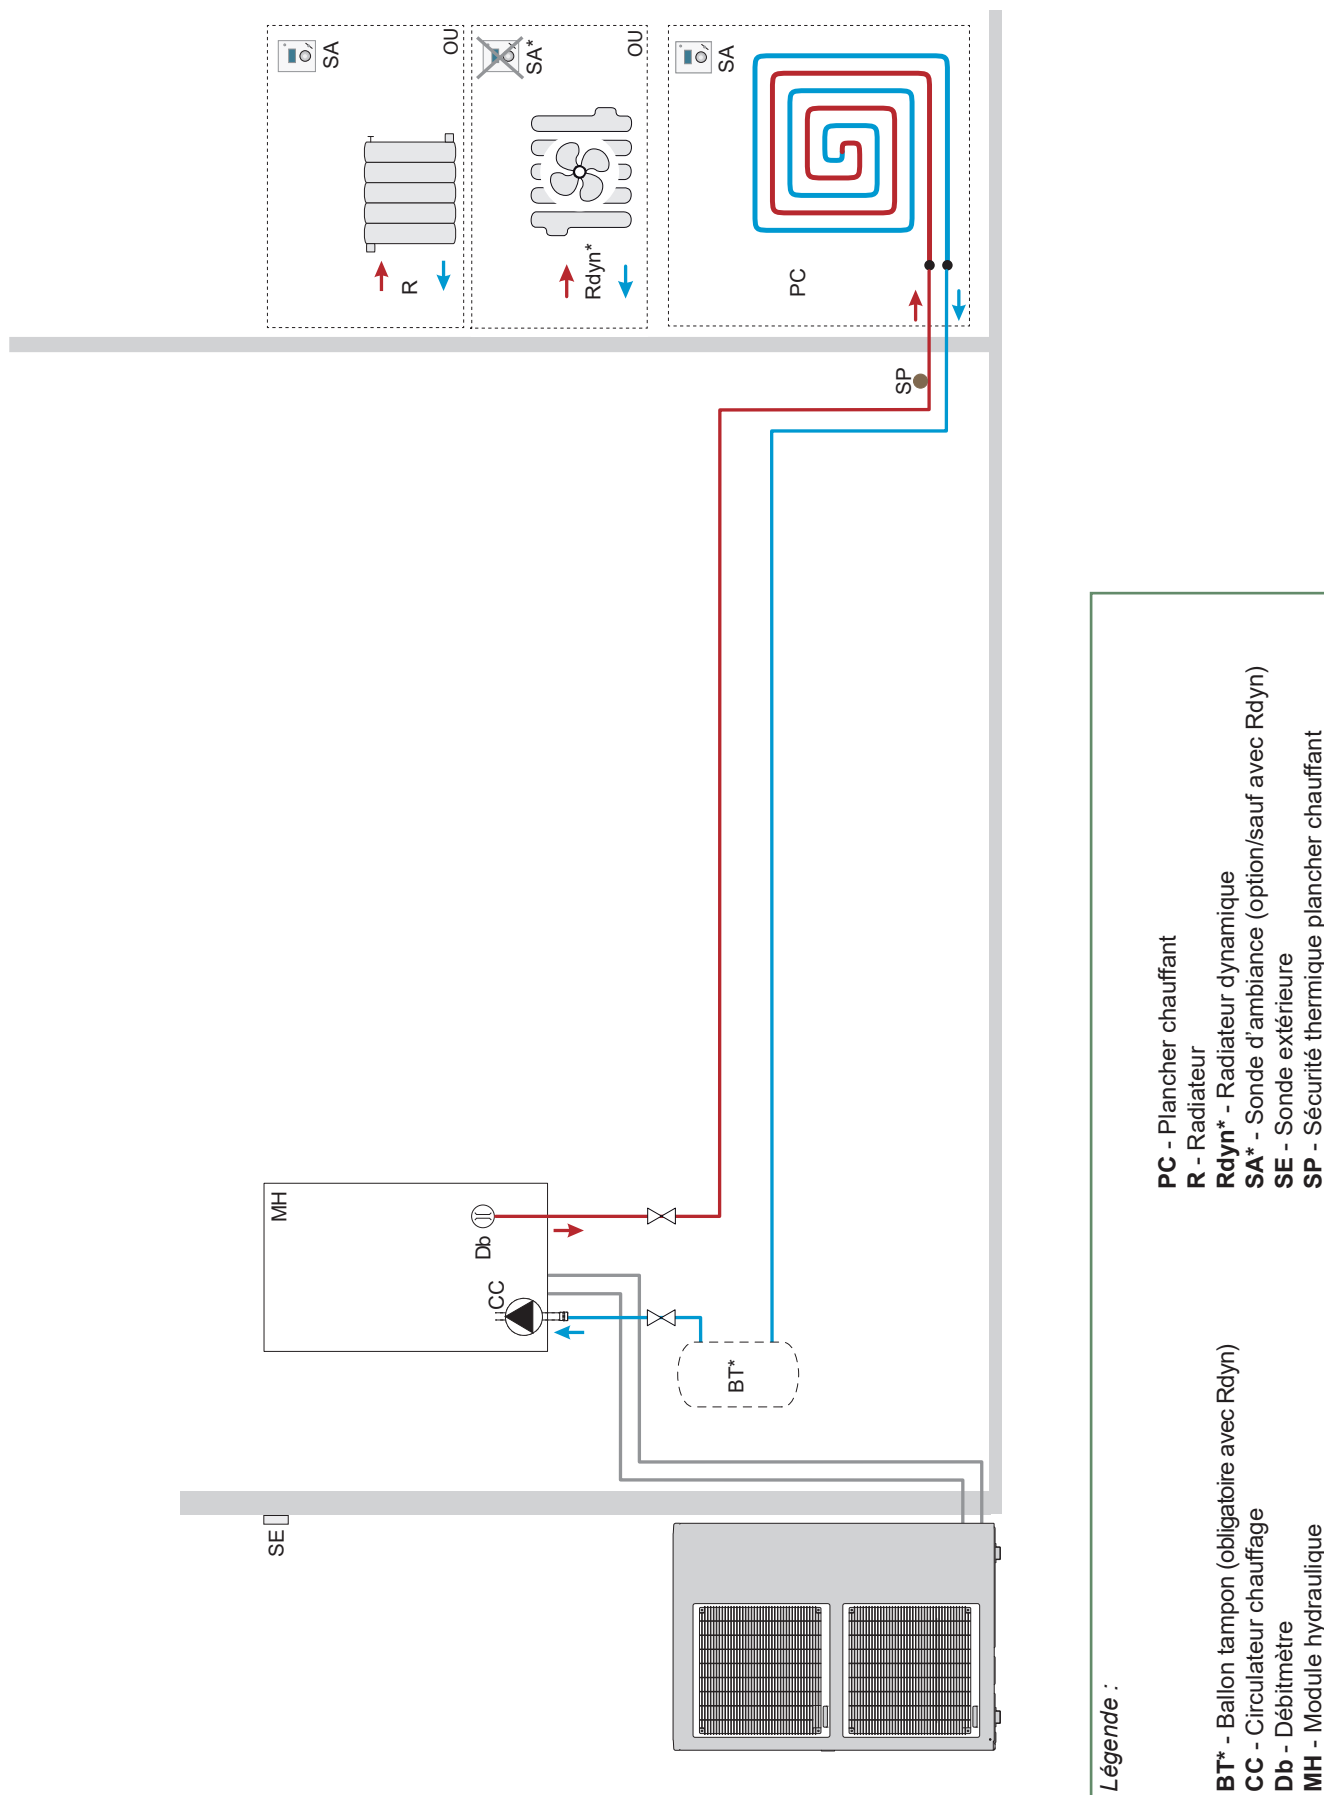 SE
MH
CC
Db
BT*
SP
SA
R
OU
SA*
Rdyn*
OU
SA
PC
Légende :
BT* - Ballon tampon (obligatoire avec Rdyn)
CC - Circulateur chauffage
Db - Débitmètre
MH - Module hydraulique
PC - Plancher chauffant
R - Radiateur
Rdyn* - Radiateur dynamique
SA* - Sonde d'ambiance (option/sauf avec Rdyn)
SE - Sonde extérieure
SP - Sécurité thermique plancher chauffant